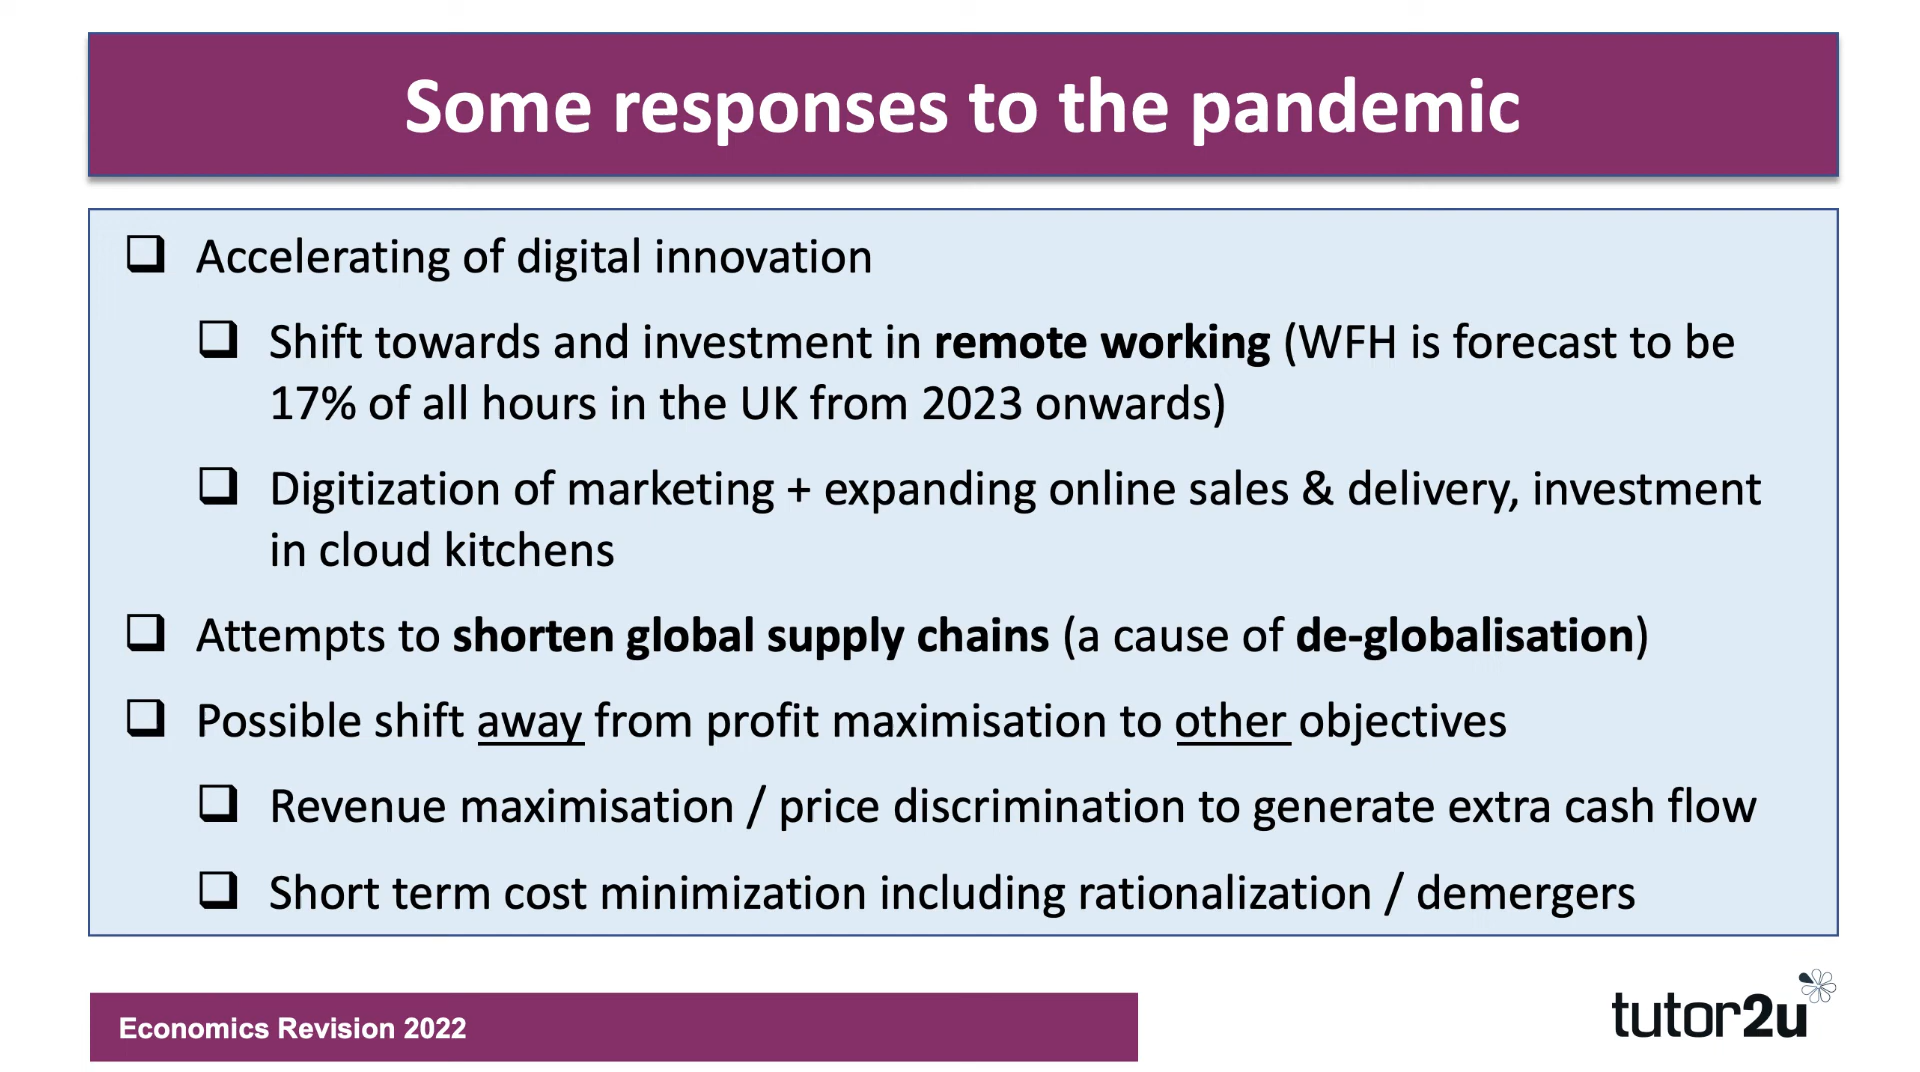 Some responses to the pandemic
Accelerating of digital innovation
Shift towards and investment in remote working (WFH is forecast to be
17% of all hours in the UK from 2023 onwards)
Digitization of marketing + expanding online sales & delivery, investment
in cloud kitchens
Attempts to shorten global supply chains (a cause of de-globalisation)
Possible shift away from profit maximisation to other objectives
Revenue maximisation / price discrimination to generate extra cash flow
Short term cost minimization including rationalization / demergers
Economics Revision 2022
tutor2u